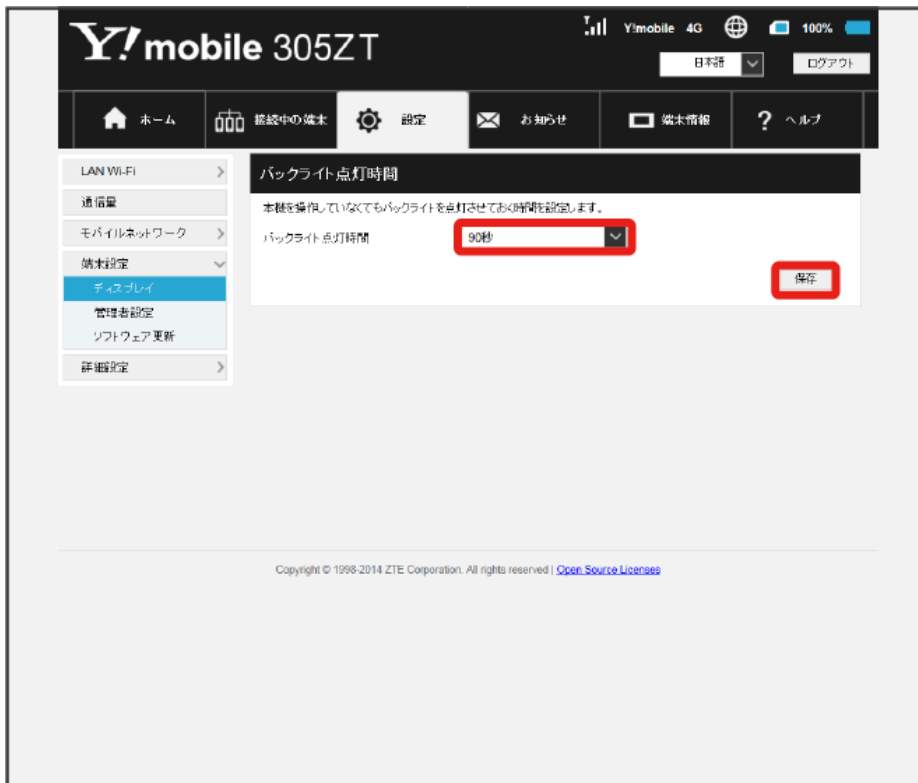 Y!mobile 305ZT
Y!mobile 4G 100%
日本語 ログアウト
ホーム 接続中の端末 設定 お知らせ 端末情報 ? ヘルプ
LAN Wi-Fi
通信量
モバイルネットワーク
端末設定
ディスプレイ
管理者設定
ソフトウェア更新
詳細設定
バックライト点灯時間
本機を操作していなくてもバックライトを点灯させておく時間を設定します。
バックライト点灯時間 90秒
保存
Copyright © 1998-2014 ZTE Corporation. All rights reserved | Open Source Licenses